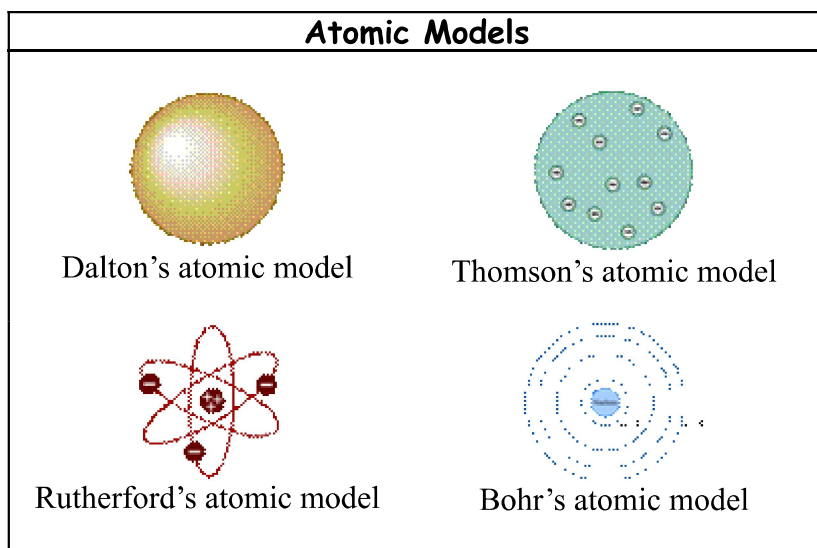 Atomic Models
Dalton’s atomic model
Thomson’s atomic model
Rutherford’s atomic model
Bohr’s atomic model